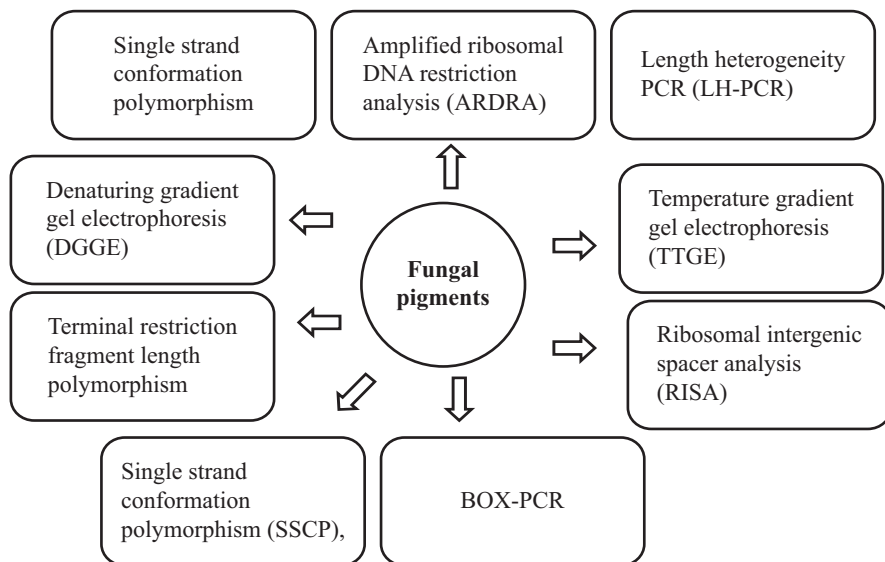 Single strand
conformation
polymorphism
Amplified ribosomal
DNA restriction
analysis (ARDRA)
Length heterogeneity
PCR (LH-PCR)
Denaturing gradient
gel electrophoresis
(DGGE)
Fungal
pigments
Temperature gradient
gel electrophoresis
(TTGE)
Terminal restriction
fragment length
polymorphism
Ribosomal intergenic
spacer analysis
(RISA)
Single strand
conformation
polymorphism (SSCP),
BOX-PCR